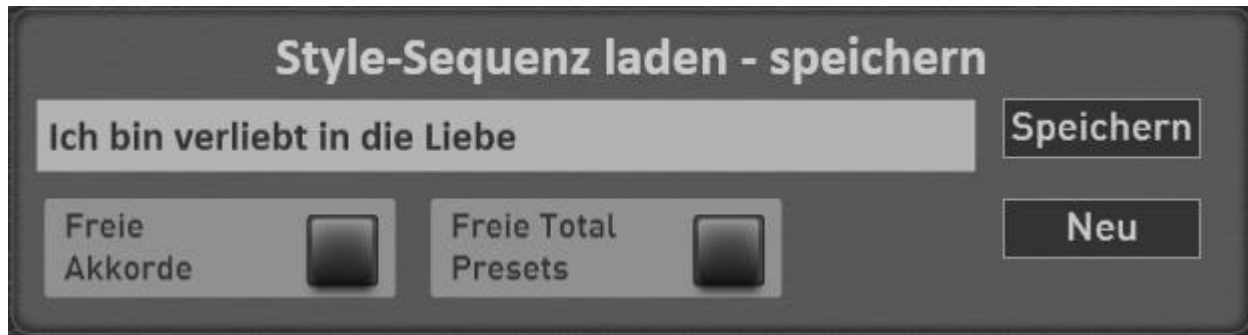 Style-Sequenz laden - speichern
Ich bin verliebt in die Liebe
Speichern
Freie
Akkorde
Freie Total
Presets
Neu